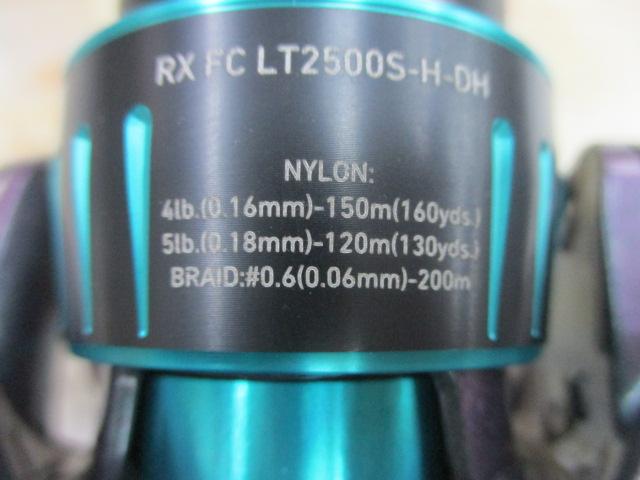 RX FC LT2500S-H-DH
NYLON:
4lb.(0.16mm)-150m(160yds.)
5lb.(0.18mm)-120m(130yds.)
BRAID:#0.6(0.06mm)-200m